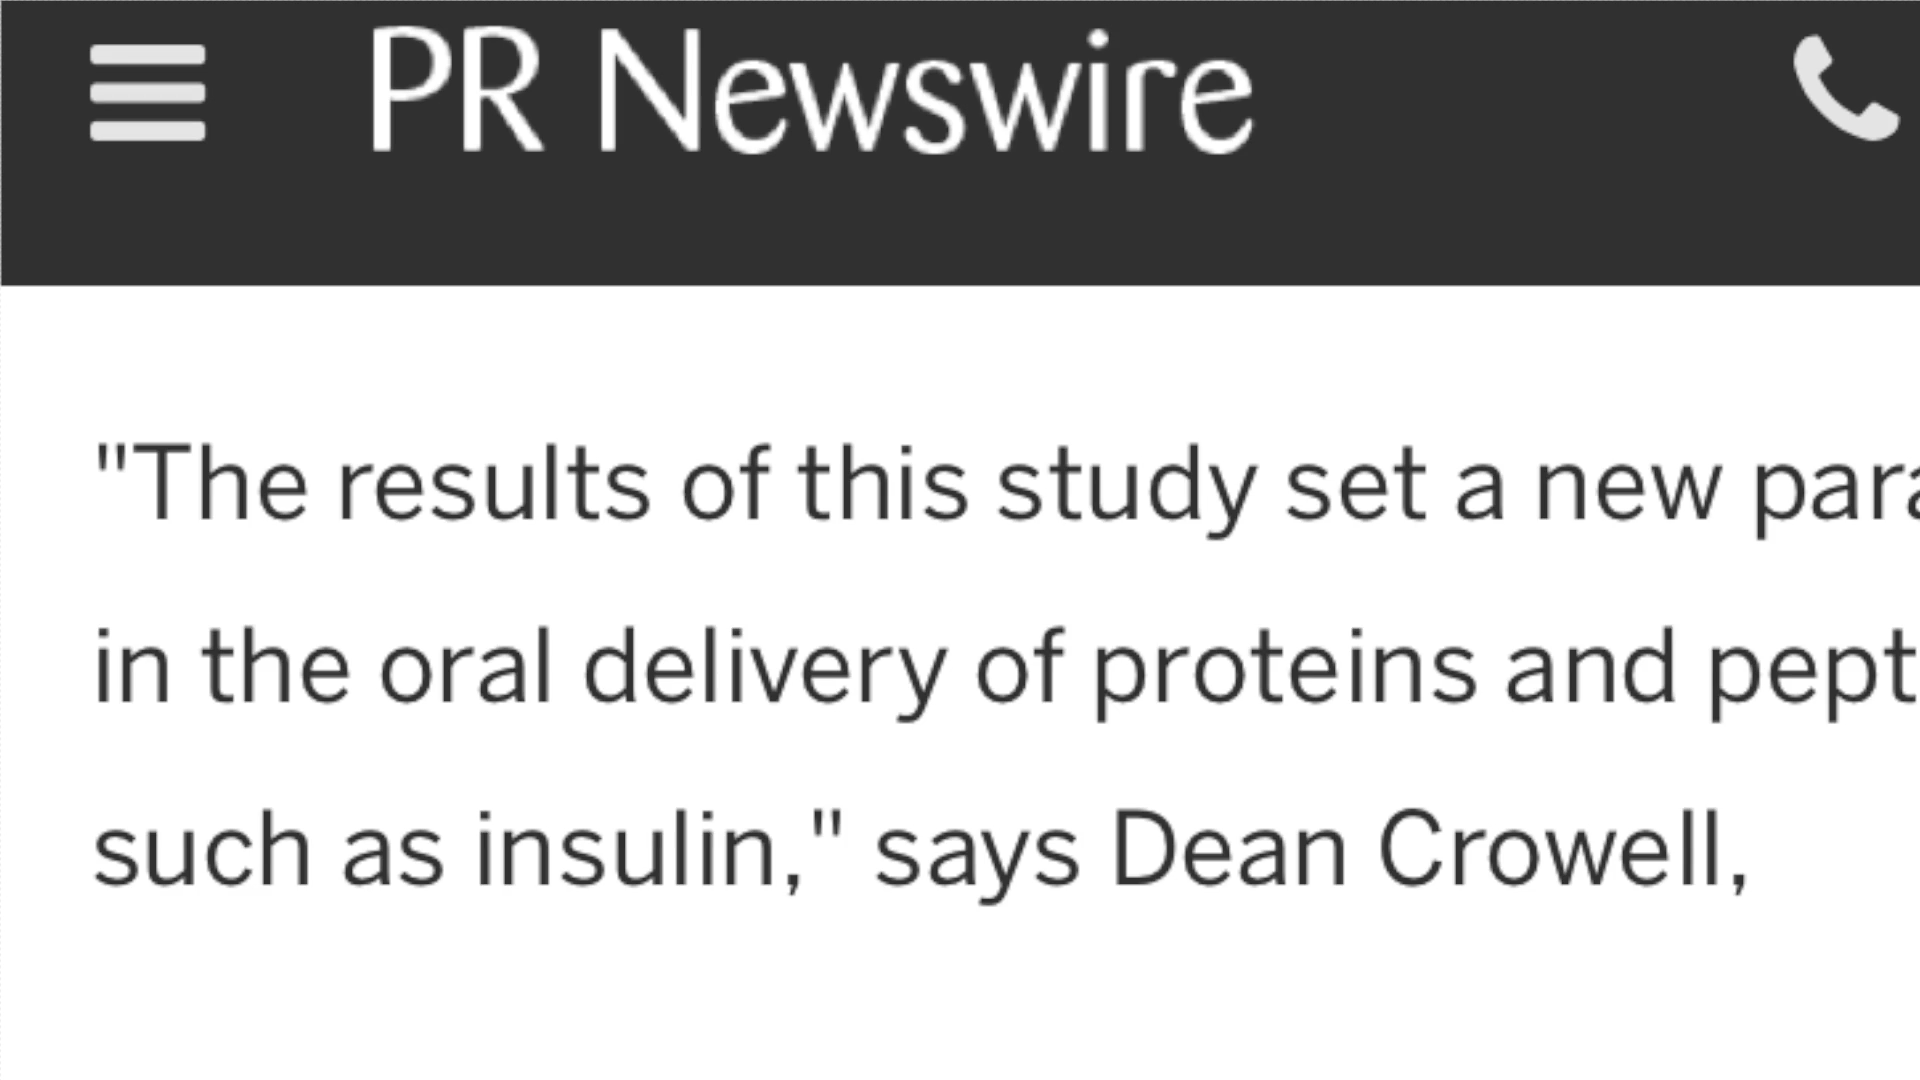 PR Newswire
"The results of this study set a new
in the oral delivery of proteins and
such as insulin," says Dean Crowell,